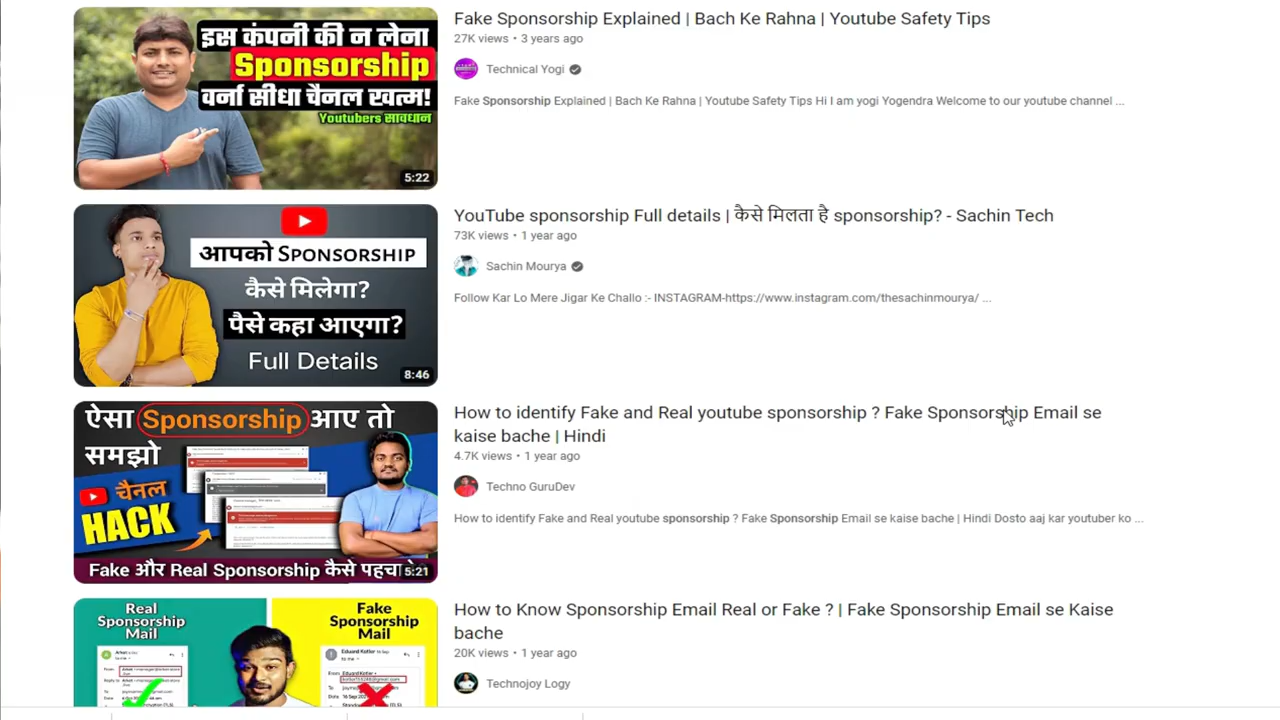 इस कंपनी की न लेना
Sponsorship
वर्ना सीधा चैनल खत्म!
Youtubers सावधान
5:22
Fake Sponsorship Explained | Bach Ke Rahna | Youtube Safety Tips
27K views • 3 years ago
Technical Yogi
Fake Sponsorship Explained | Bach Ke Rahna | Youtube Safety Tips Hi I am yogi Yogendra Welcome to our youtube channel ...
आपको SPONSORSHIP
कैसे मिलेगा?
पैसे कहा आएगा?
Full Details
8:46
YouTube sponsorship Full details | कैसे मिलता है sponsorship? - Sachin Tech
73K views • 1 year ago
Sachin Mourya
Follow Kar Lo Mere Jigar Ke Challo :- INSTAGRAM-https://www.instagram.com/thesachinmourya/ ...
ऐसा Sponsorship आए तो
समझो
चैनल
HACK
Fake और Real Sponsorship कैसे पहचाने
5:21
How to identify Fake and Real youtube sponsorship ? Fake Sponsorship Email se
kaise bache | Hindi
4.7K views • 1 year ago
Techno GuruDev
How to identify Fake and Real youtube sponsorship ? Fake Sponsorship Email se kaise bache | Hindi Dosto aaj kar youtuber ko ...
Real
Sponsorship
Mail
Fake
Sponsorship
Mail
Eduard Kotler
How to Know Sponsorship Email Real or Fake ? | Fake Sponsorship Email se Kaise
bache
20K views • 1 year ago
Technojoy Logy